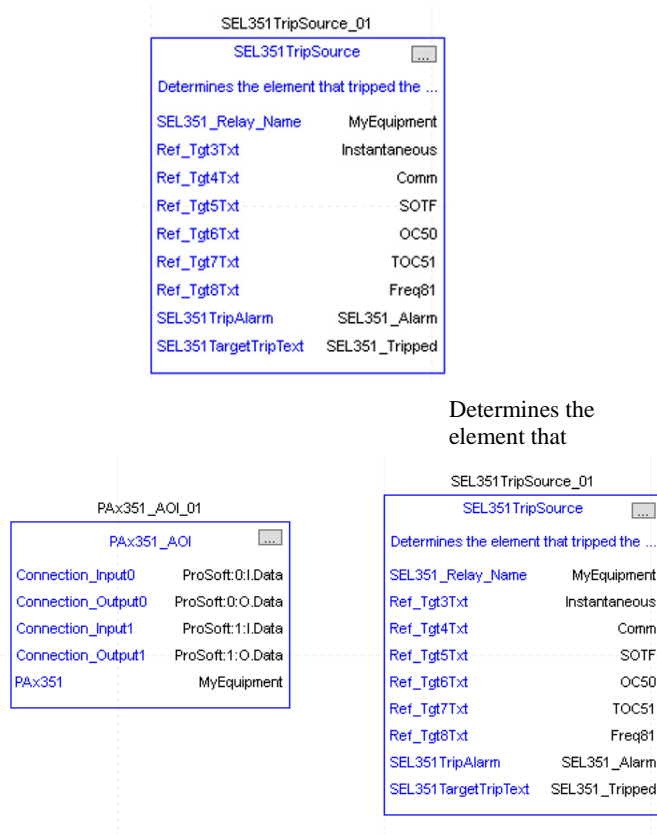 SEL351TripSource_01
SEL351TripSource ...
Determines the element that tripped the ...
SEL351_Relay_Name MyEquipment
Ref_Tgt3Txt Instantaneous
Ref_Tgt4Txt Comm
Ref_Tgt5Txt SOTF
Ref_Tgt6Txt OC50
Ref_Tgt7Txt TOC51
Ref_Tgt8Txt Freq81
SEL351TripAlarm SEL351_Alarm
SEL351TargetTripText SEL351_Tripped
Determines the
element that
PAx351_AOI_01
PAx351_AOI ...
Connection_Input0 ProSoft:0:I.Data
Connection_Output0 ProSoft:0:O.Data
Connection_Input1 ProSoft:1:I.Data
Connection_Output1 ProSoft:1:O.Data
PAx351 MyEquipment
SEL351TripSource_01
SEL351TripSource ...
Determines the element that tripped the ...
SEL351_Relay_Name MyEquipment
Ref_Tgt3Txt Instantaneous
Ref_Tgt4Txt Comm
Ref_Tgt5Txt SOTF
Ref_Tgt6Txt OC50
Ref_Tgt7Txt TOC51
Ref_Tgt8Txt Freq81
SEL351TripAlarm SEL351_Alarm
SEL351TargetTripText SEL351_Tripped